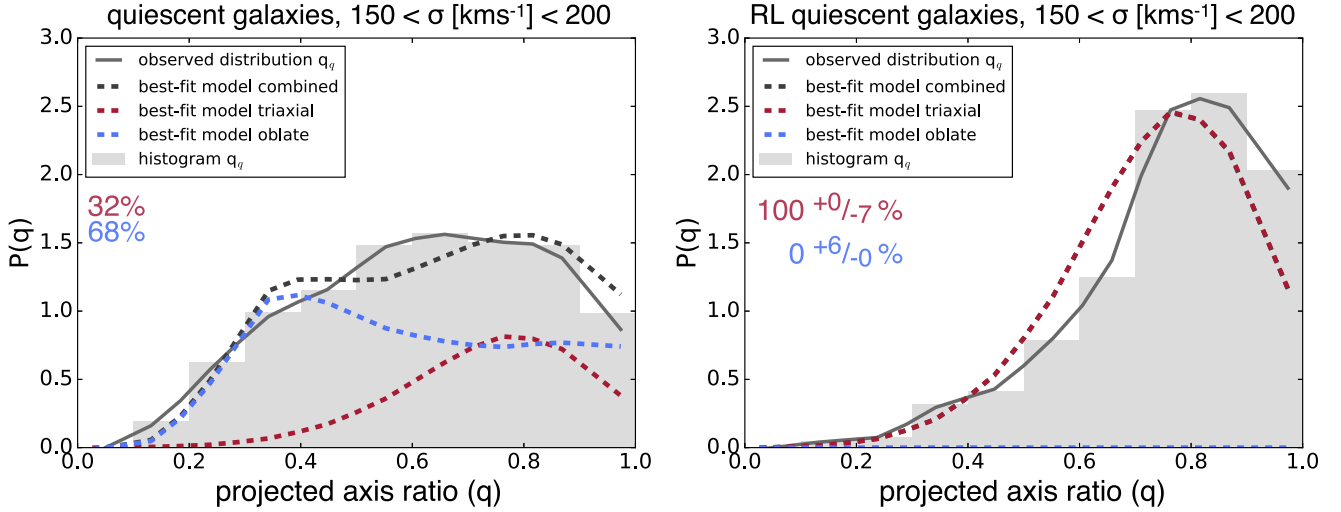 quiescent galaxies, 150 < σ [kms⁻¹] < 200
3.0
2.5
2.0
1.5
1.0
0.5
0.0
P(q)
observed distribution q_q
best-fit model combined
best-fit model triaxial
best-fit model oblate
histogram q_q
32%
68%
0.0 0.2 0.4 0.6 0.8 1.0
projected axis ratio (q)
RL quiescent galaxies, 150 < σ [kms⁻¹] < 200
3.0
2.5
2.0
1.5
1.0
0.5
0.0
observed distribution q_q
best-fit model combined
best-fit model triaxial
best-fit model oblate
histogram q_q
100 ⁺⁰/-7 %
0 ⁺⁶/-0 %
0.0 0.2 0.4 0.6 0.8 1.0
projected axis ratio (q)